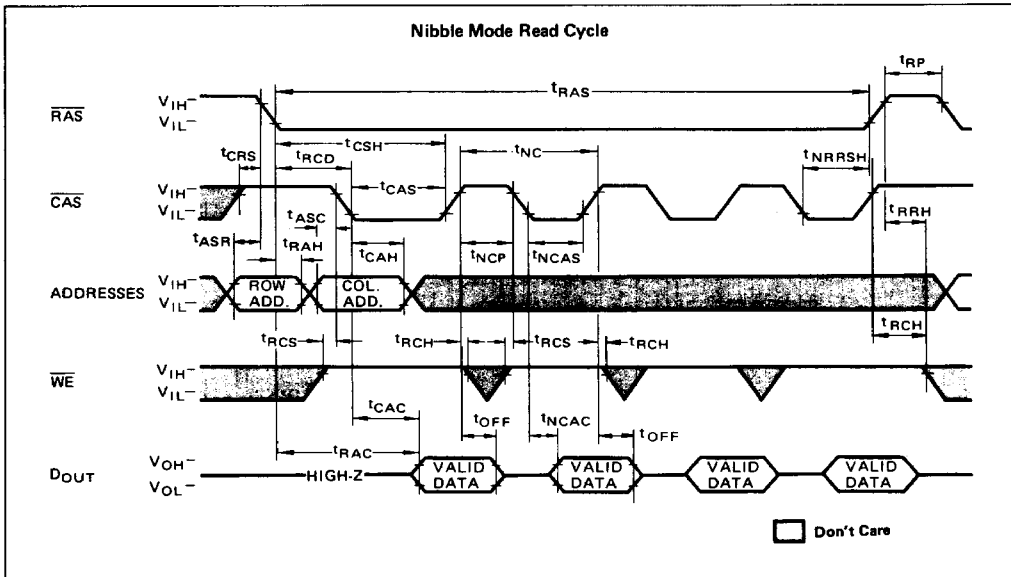 Nibble Mode Read Cycle
tRP
tRAS
RAS
VIH
VIL
tCSH
tCRS
tRCD
tNC
tNRRSH
CAS
VIH
VIL
tCAS
tASC
tRRH
tASR
tRAH
tCAH
tNCP
tNCAS
ADDRESSES
VIH
VIL
ROW ADD.
COL. ADD.
tRCH
tRCS
tRCH
tRCS
tRCH
WE
VIH
VIL
tCAC
tOFF
tNCAC
tOFF
tRAC
DOUT
VOH
VOL
HIGH-Z
VALID DATA
VALID DATA
VALID DATA
VALID DATA
Don't Care